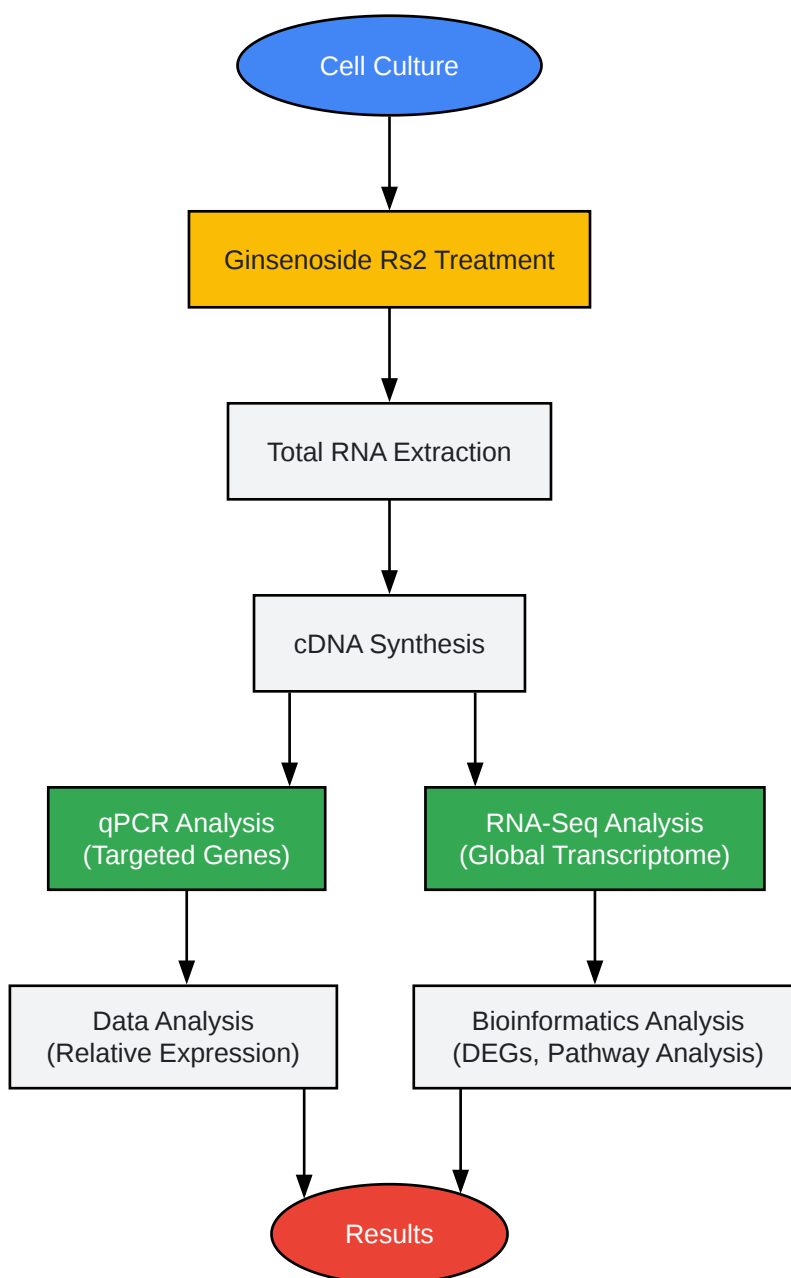 Cell Culture
Ginsenoside Rs2 Treatment
Total RNA Extraction
cDNA Synthesis
qPCR Analysis
(Targeted Genes)
RNA-Seq Analysis
(Global Transcriptome)
Data Analysis
(Relative Expression)
Bioinformatics Analysis
(DEGs, Pathway Analysis)
Results